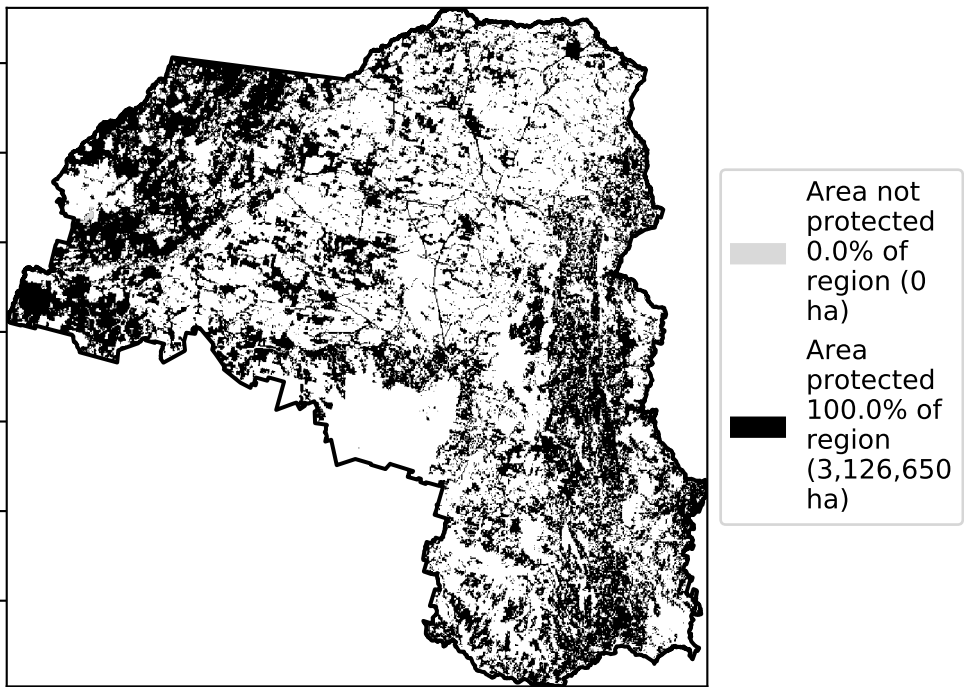 Area not
protected
0.0% of
region (0
ha)
Area
protected
100.0% of
region
(3,126,650
ha)